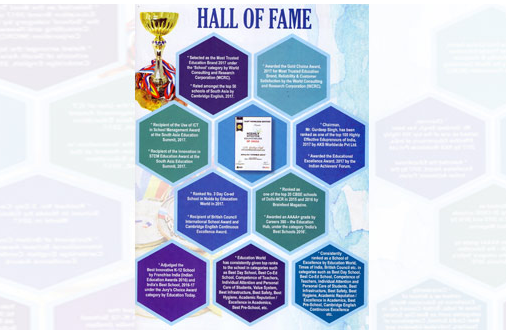 HALL OF FAME
* Selected as the Most Trusted
Education Brand 2017 under
the 'School' category by World
Consulting and Research
Corporation (WCRC).
* Rated amongst the top 30
schools of South Asia by
Cambridge English, 2017.
* Awarded the Gold Choice Award,
2017 for Most Trusted Education
Brand, Reliability & Customer
Satisfaction by the World Consulting
and Research Corporation (WCRC).
* Recipient of the Use of ICT
in School Management Award
at the South Asia Education
Summit, 2017.
* Recipient of the Innovation in
STEM Education Award at the
South Asia Education
Summit, 2017.
* Chairman,
Mr. Gurdeep Singh, has been
ranked as one of the top 100 Highly
Effective Edupreneurs of India,
2017 by AKS Worldwide Pvt Ltd.
* Awarded the Educational
Excellence Award, 2017 by the
Indian Achievers' Forum.
* Ranked No. 3 Day Co-ed
School in Noida by Education
World in 2017.
* Recipient of British Council
International School Award and
Cambridge English Continuous
Excellence Award.
* Ranked as
one of the top 20 CBSE schools
of Delhi-NCR in 2015 and 2016 by
Brainfeed Magazine.
* Awarded an AAAA+ grade by
Careers 360 – the Education
Hub, under the category 'India's
Best Schools 2016'.
* Adjudged the
Best Innovative K-12 School
by Franchise India (Indian
Education Awards 2016) and
India's Best School, 2016-17
under the Jury's Choice Award
category by Education Today.
* Education World
has consistently given top ranks
to the school in categories such
as Best Day School, Best Co-Ed
School, Competence of Teachers,
Individual Attention and Personal
Care of Students, Value System,
Best Infrastructure, Best Safety, Best
Hygiene, Academic Reputation /
Excellence in Academics,
Best Pre-School, etc.
*Consistently
ranked as a School of
Excellence by Education World,
Times of India, British Council etc. in
categories such as Best Day School,
Best Co-Ed School, Competence of
Teachers, Individual Attention and
Personal Care of Students, Best
Infrastructure, Best Safety, Best
Hygiene, Academic Reputation /
Excellence in Academics, Best
Pre-School, Cambridge English
Continuous Excellence
etc.